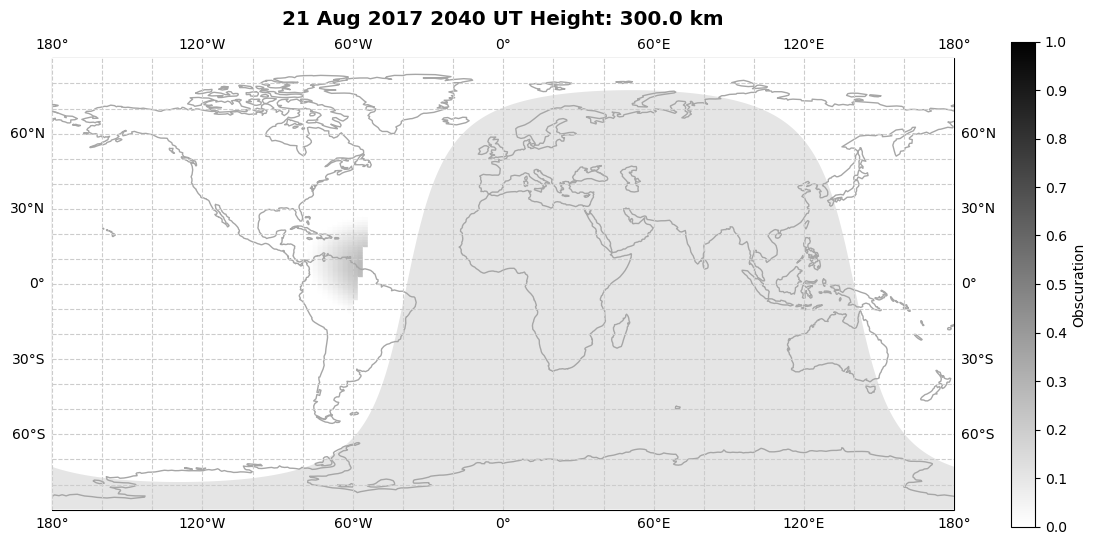 21 Aug 2017 2040 UT Height: 300.0 km
180° 120°W 60°W 0° 60°E 120°E 180°
60°N 60°N
30°N 30°N
0° 0°
30°S 30°S
60°S 60°S
180° 120°W 60°W 0° 60°E 120°E 180°
1.0
0.9
0.8
0.7
0.6
0.5
0.4
0.3
0.2
0.1
0.0
Obscuration